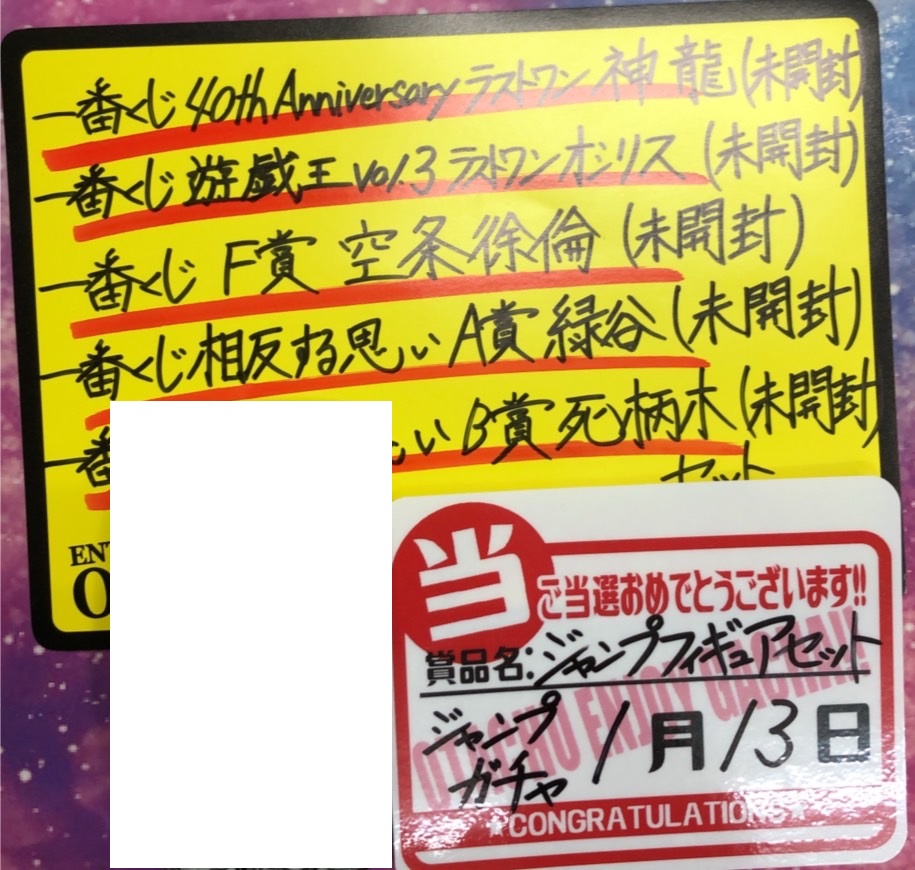 一番くじ 40th Anniversary ラストワン 神龍(未開封)
一番くじ 遊戯王 vol.3 ラストワンオシリス (未開封)
一番くじ F賞 空条徐倫 (未開封)
一番くじ相反する思い A賞 緑谷(未開封)
一番 い B賞 死柄木(未開封)
セット
当
ご当選おめでとうございます!!
賞品名:ジャンプフィギュアセット
ENJOY
ジャンプ
ガチャ
1月13日
★CONGRATULATIONS★